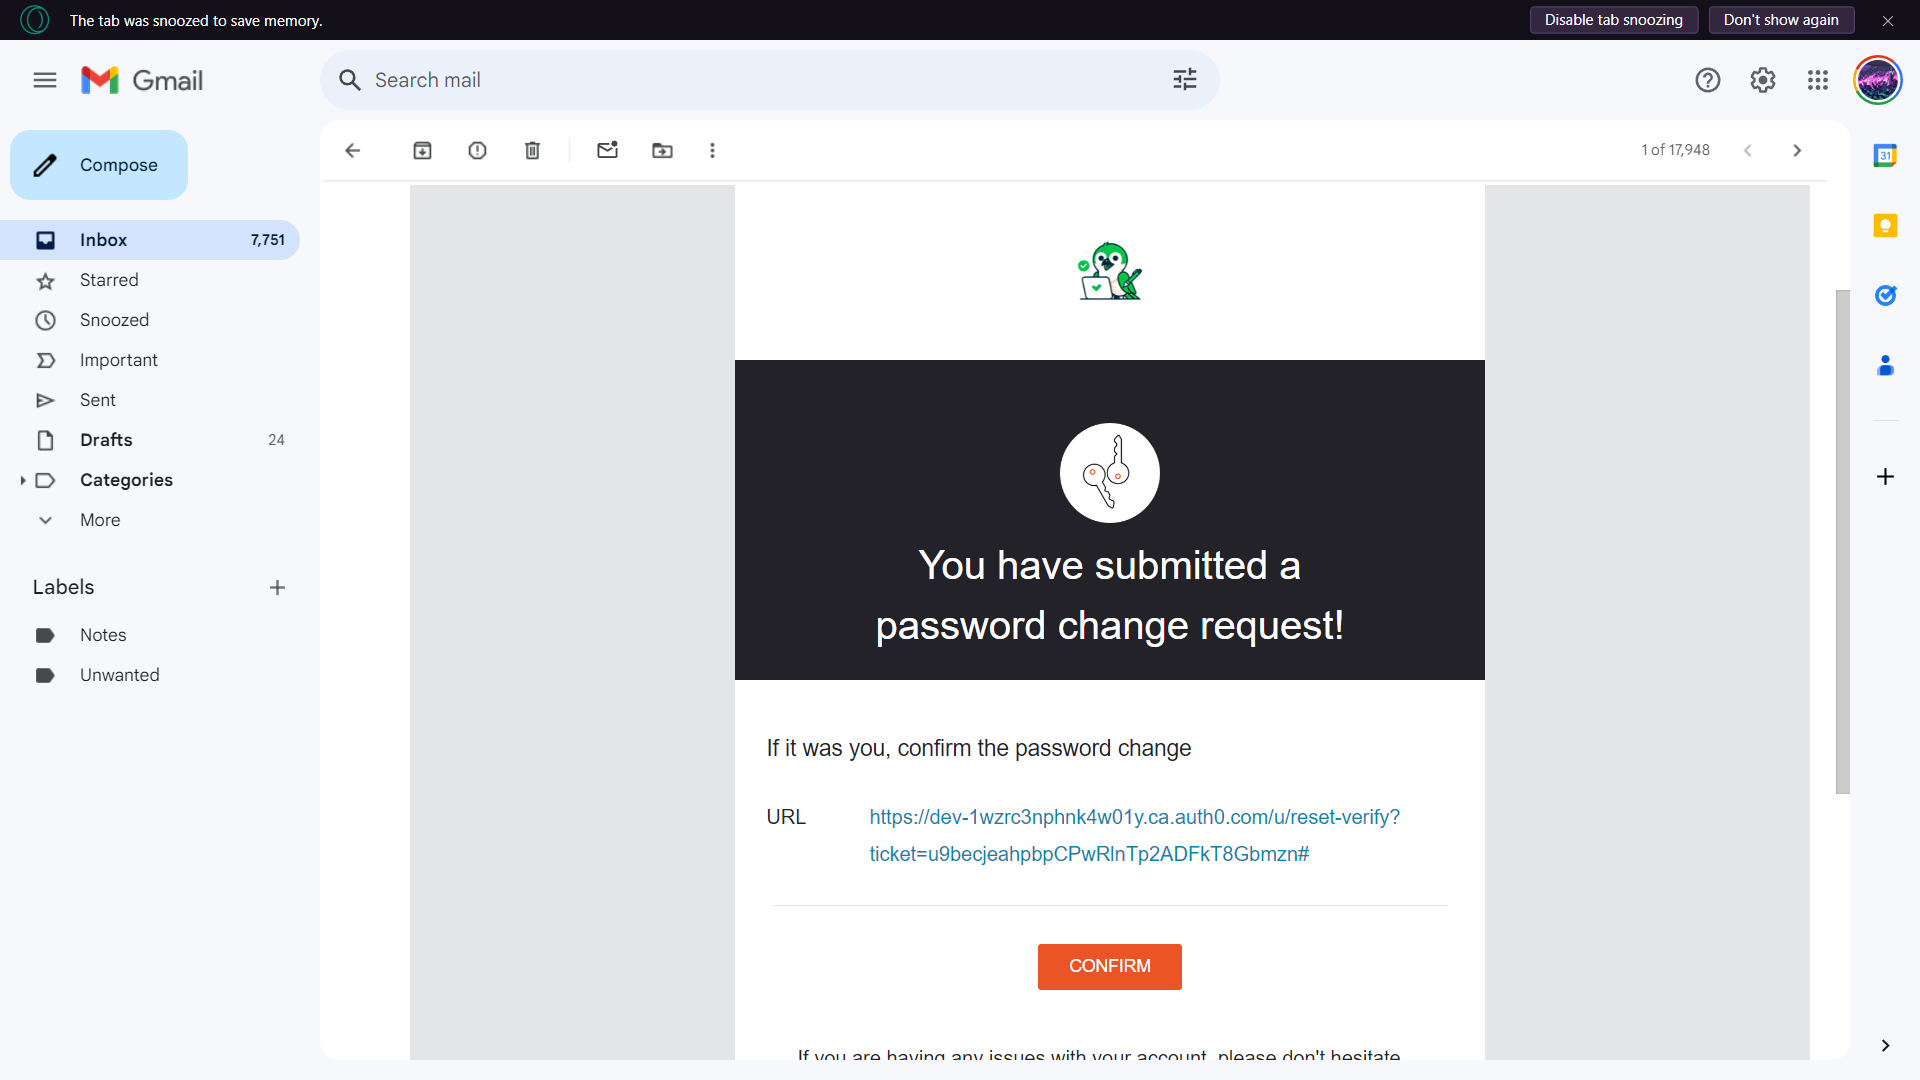 The tab was snoozed to save memory.
Disable tab snoozing
Don't show again
Gmail
Search mail
Compose
1 of 17,948
31
Inbox 7,751
Starred
Snoozed
Important
Sent
Drafts 24
Categories
More
Labels
Notes
Unwanted
You have submitted a
password change request!
If it was you, confirm the password change
URL https://dev-1wzrc3nphnk4w01y.ca.auth0.com/u/reset-verify?
ticket=u9becjeahpbpCPwRlnTp2ADFkT8Gbmzn#
CONFIRM
If you are having any issues with your account, please don't hesitate